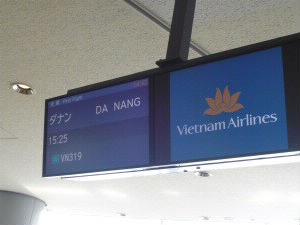 ダナン DA NANG
15:25
VN319
Vietnam Airlines